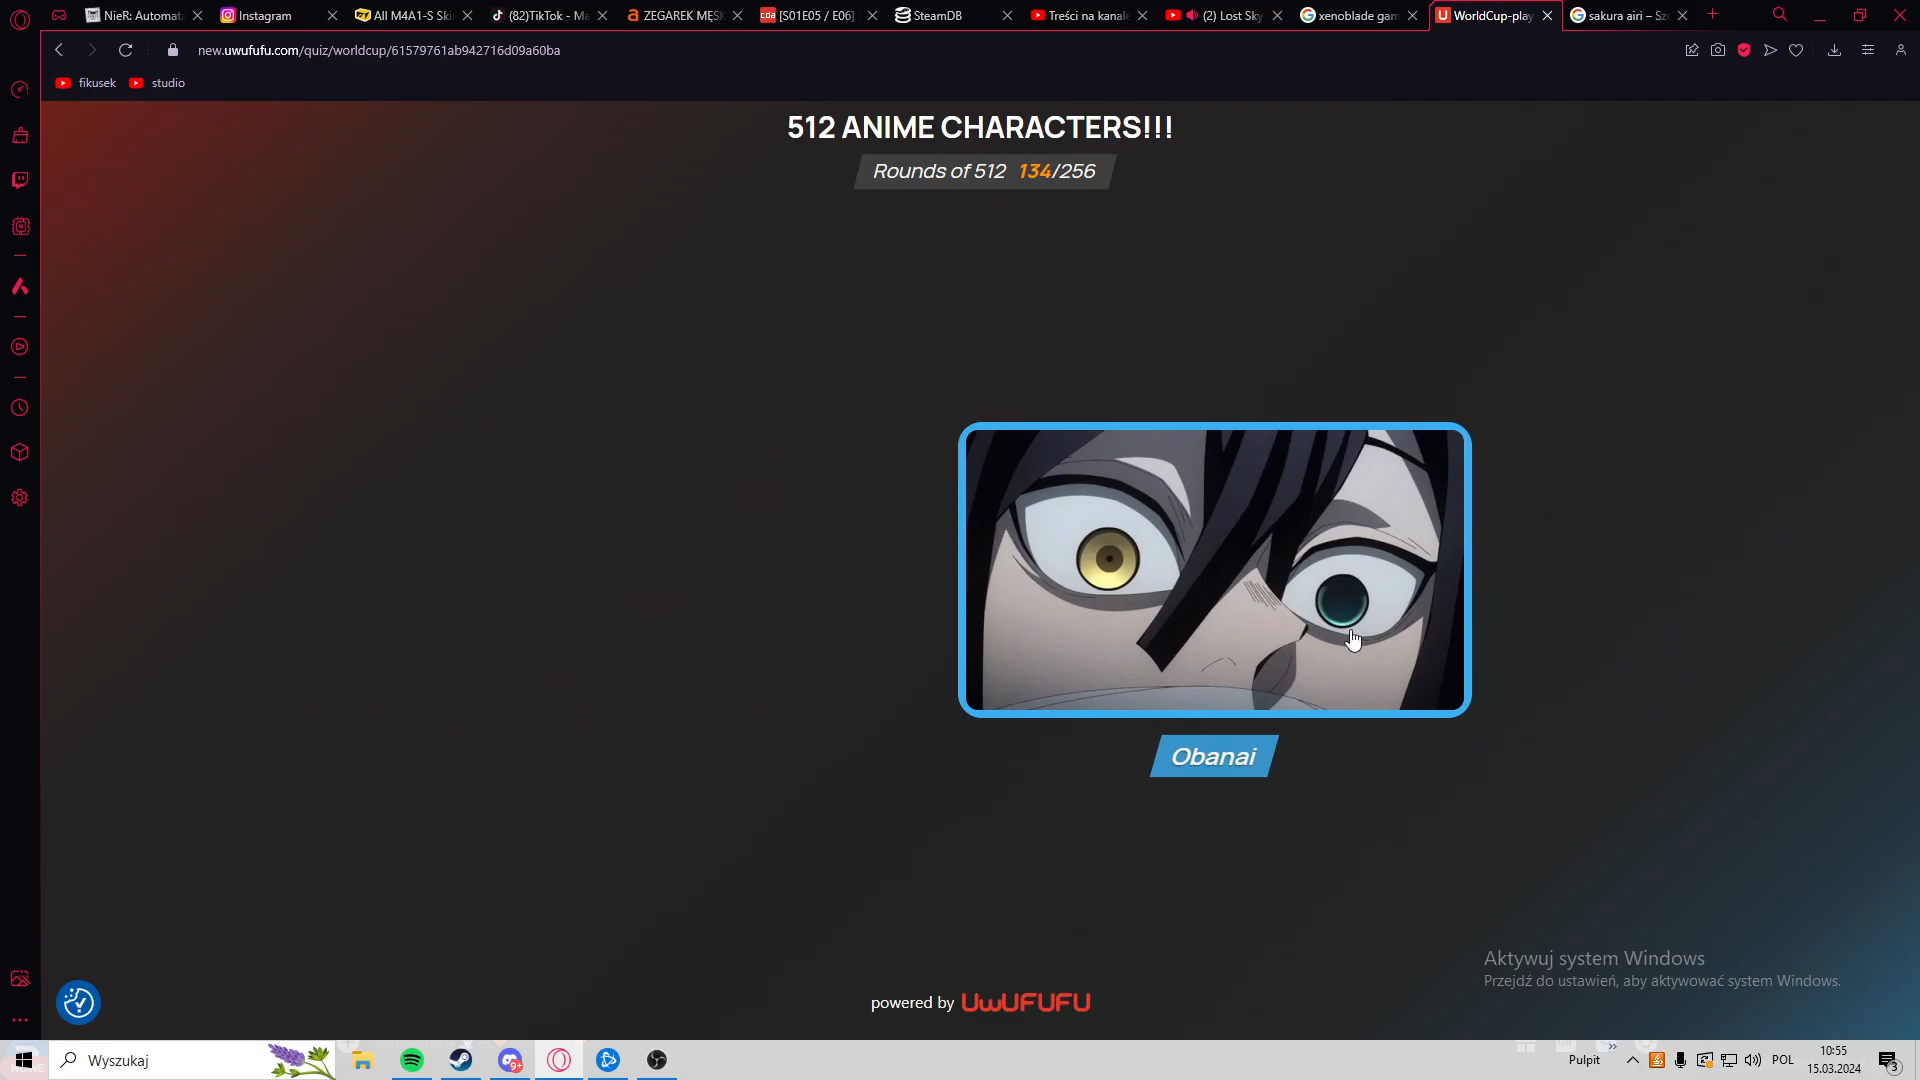 NieR: Automat
Instagram
All M4A1-S Ski
(82)TikTok - Ma
ZEGAREK MĘSK
[S01E05 / E06]
SteamDB
Treści na kanale
(2) Lost Sky
xenoblade gam
WorldCup-play
sakura airi – Szu
new.uwufufu.com/quiz/worldcup/61579761ab942716d09a60ba
fikusek
studio
512 ANIME CHARACTERS!!!
Rounds of 512 134/256
Obanai
Aktywuj system Windows
Przejdź do ustawień, aby aktywować system Windows.
powered by UwUFUFU
Wyszukaj
9+
Pulpit
POL
10:55
15.03.2024
3